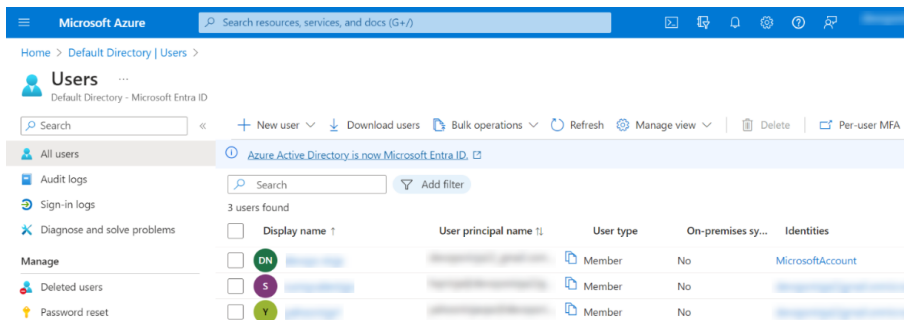 Microsoft Azure
Search resources, services, and docs (G+/)
Home > Default Directory | Users >
Users ...
Default Directory - Microsoft Entra ID
Search
«
New user
Download users
Bulk operations
Refresh
Manage view
Delete
Per-user MFA
All users
Audit logs
Sign-in logs
Diagnose and solve problems
Manage
Deleted users
Password reset
Azure Active Directory is now Microsoft Entra ID.
Search
Add filter
3 users found
Display name ↑ User principal name ↑↓ User type On-premises sy... Identities
DN Member No MicrosoftAccount
S Member No
Y Member No